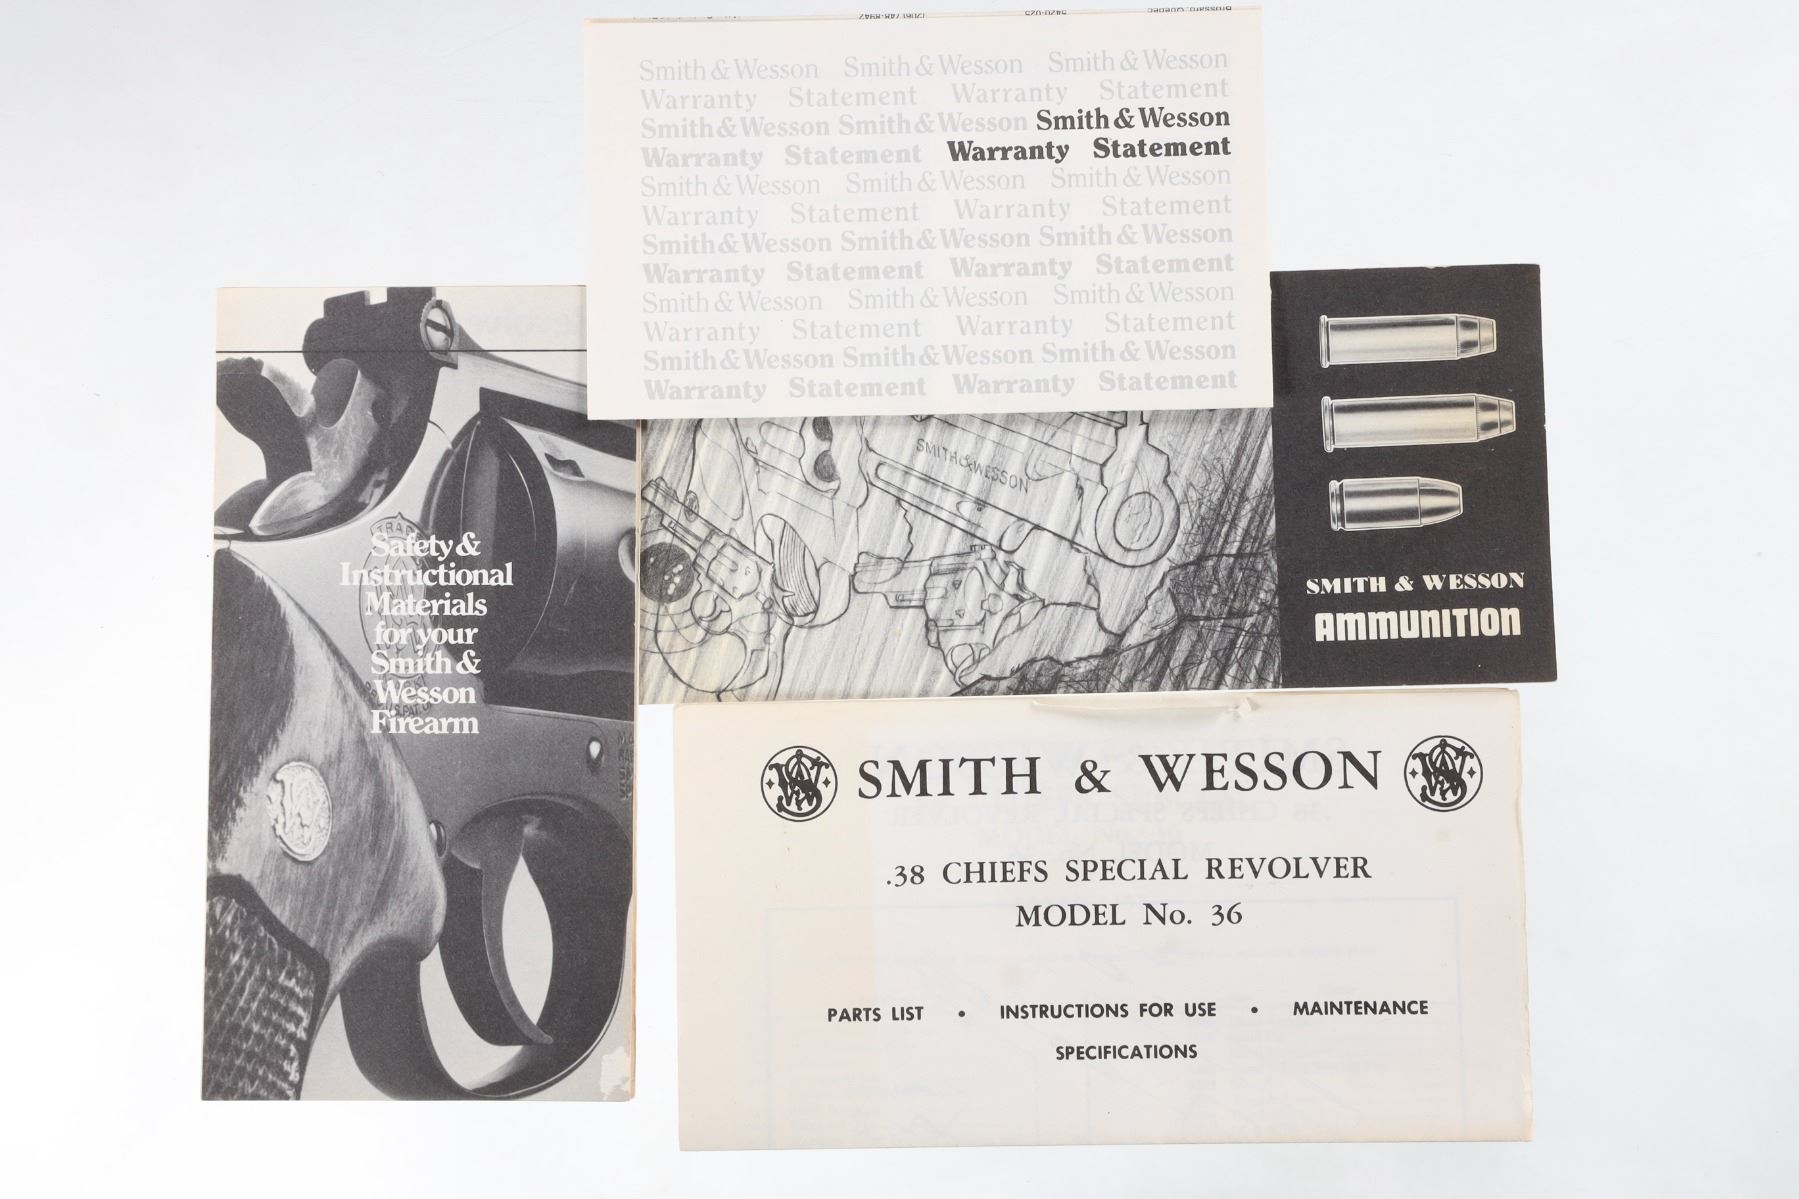 Smith & Wesson Smith & Wesson Smith & Wesson
Warranty Statement Warranty Statement
Smith & Wesson Smith & Wesson Smith & Wesson
Warranty Statement Warranty Statement
Smith & Wesson Smith & Wesson Smith & Wesson
Warranty Statement Warranty Statement
Smith & Wesson Smith & Wesson Smith & Wesson
Warranty Statement Warranty Statement
Smith & Wesson Smith & Wesson Smith & Wesson
Warranty Statement Warranty Statement
Smith & Wesson Smith & Wesson Smith & Wesson
Warranty Statement Warranty Statement
Safety &
Instructional
Materials
for your
Smith &
Wesson
Firearm
SMITH & WESSON
SMITH & WESSON
AMMUNITION
SMITH & WESSON
.38 CHIEFS SPECIAL REVOLVER
MODEL No. 36
PARTS LIST • INSTRUCTIONS FOR USE • MAINTENANCE
SPECIFICATIONS